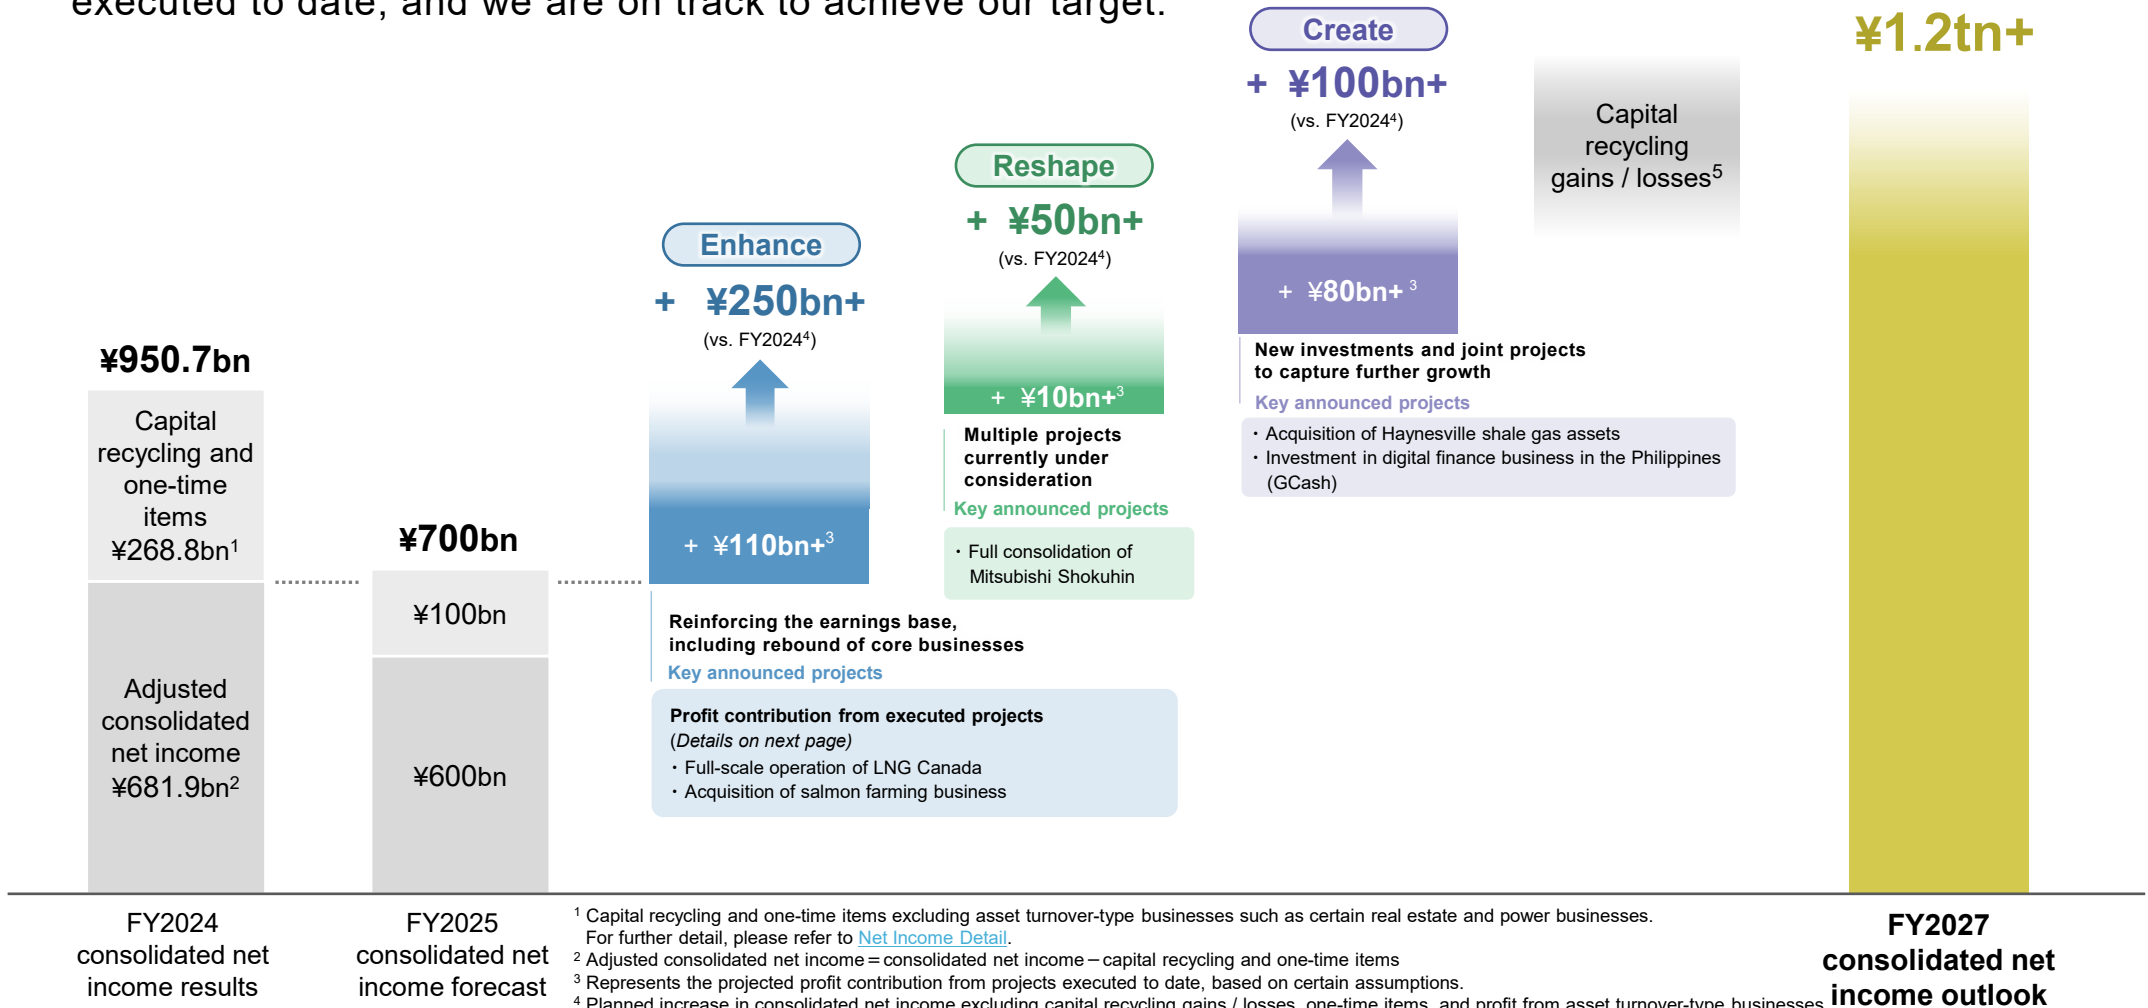 executed to date, and we are on track to achieve our target.
¥950.7bn
Capital
recycling and
one-time
items
¥268.8bn1
Adjusted
consolidated
net income
¥681.9bn2
FY2024
consolidated net
income results
¥700bn
¥100bn
¥600bn
FY2025
consolidated net
income forecast
Enhance
+ ¥250bn+
(vs. FY20244)
+ ¥110bn+3
Reinforcing the earnings base,
including rebound of core businesses
Key announced projects
Profit contribution from executed projects
(Details on next page)
・Full-scale operation of LNG Canada
・Acquisition of salmon farming business
Reshape
+ ¥50bn+
(vs. FY20244)
+ ¥10bn+3
Multiple projects
currently under
consideration
Key announced projects
・Full consolidation of
Mitsubishi Shokuhin
Create
+ ¥100bn+
(vs. FY20244)
+ ¥80bn+ 3
New investments and joint projects
to capture further growth
Key announced projects
・Acquisition of Haynesville shale gas assets
・Investment in digital finance business in the Philippines
(GCash)
Capital
recycling
gains / losses5
¥1.2tn+
FY2027
consolidated net
income outlook
1 Capital recycling and one-time items excluding asset turnover-type businesses such as certain real estate and power businesses.
For further detail, please refer to Net Income Detail.
2 Adjusted consolidated net income=consolidated net income−capital recycling and one-time items
3 Represents the projected profit contribution from projects executed to date, based on certain assumptions.
4 Planned increase in consolidated net income excluding capital recycling gains / losses, one-time items, and profit from asset turnover-type businesses